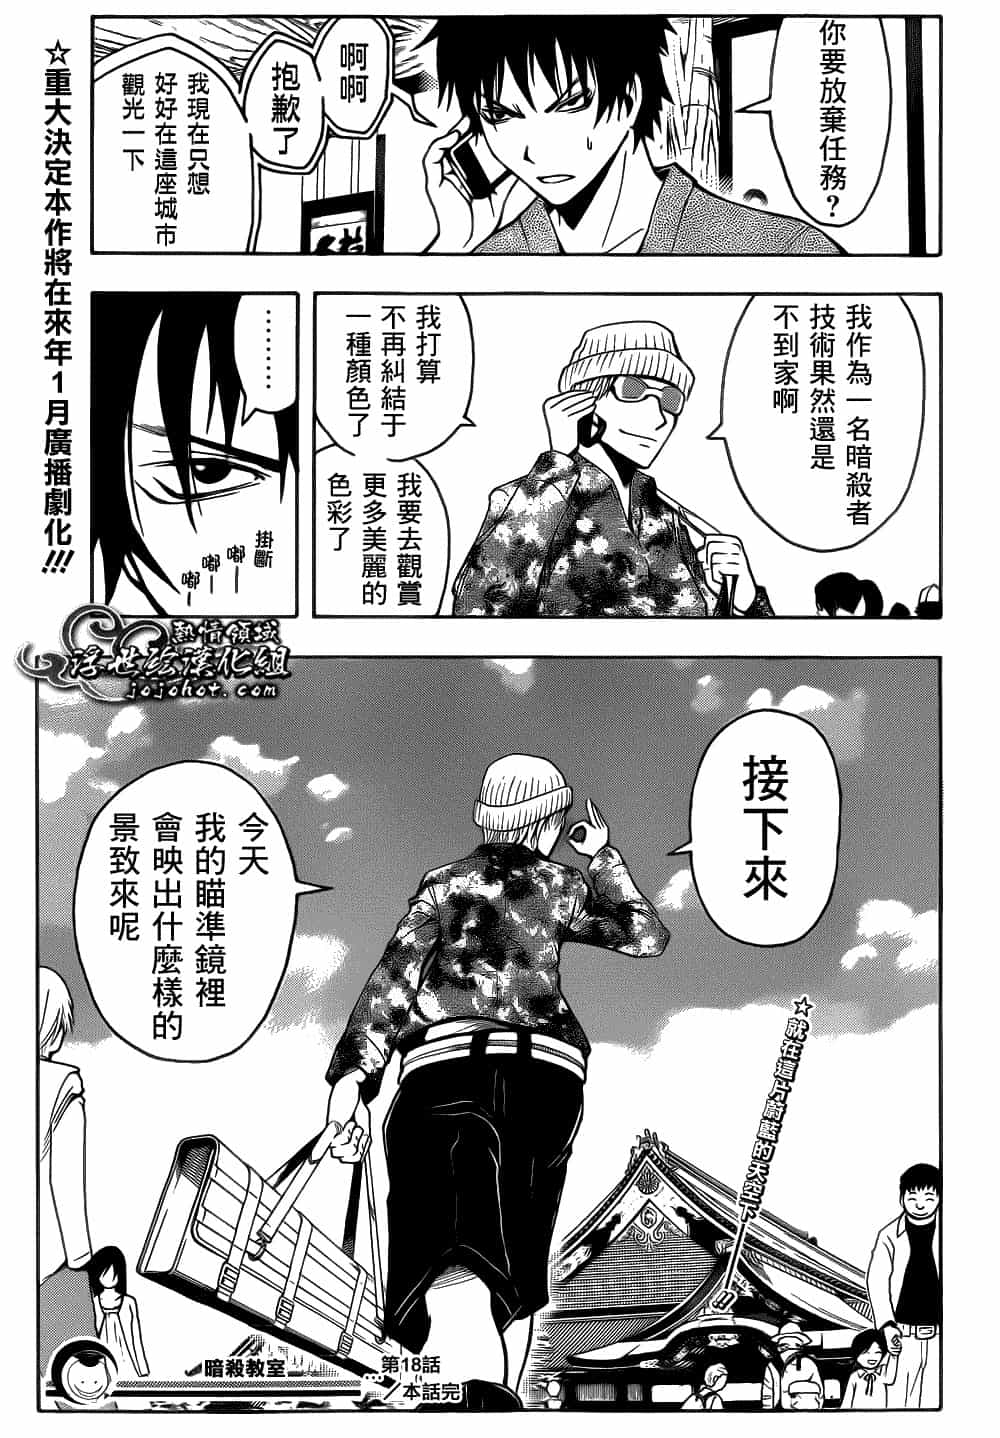 你要放棄任務?
啊啊
抱歉了
我現在只想
好好在這座城市
觀光一下
☆重大決定本作將在來年1月廣播劇化!!!
我作為一名暗殺者
技術果然還是
不到家啊
我打算
不再糾結于
一種顏色了
我要去觀賞
更多美麗的
色彩了
………
掛斷
嘟—
嘟—
嘟—
熱情領域
浮世绘漢化組
jojohot.com
接下來
今天
我的瞄準鏡裡
會映出什麼樣的
景致來呢
☆就在這片蔚藍的天空下—!!
暗殺教室
第18話
…／本話完